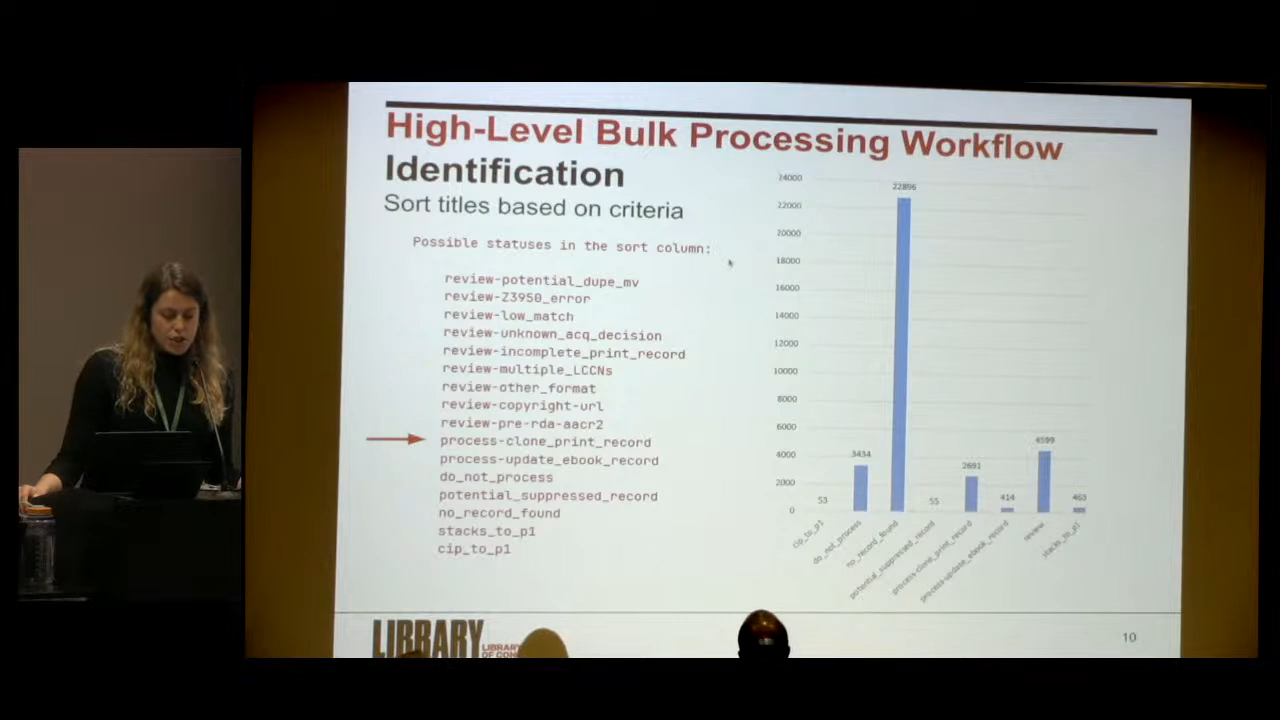 High-Level Bulk Processing Workflow
Identification
Sort titles based on criteria
Possible statuses in the sort column:
review-potential_dupe_mv
review-Z3950_error
review-low_match
review-unknown_acq_decision
review-incomplete_print_record
review-multiple_LCCNs
review-other_format
review-copyright-url
review-pre-rda-aacr2
process-clone_print_record
process-update_ebook_record
do_not_process
potential_suppressed_record
no_record_found
stacks_to_p1
cip_to_p1
24000
22000
20000
18000
16000
14000
12000
10000
8000
6000
4000
2000
0
53
3434
22896
55
2691
414
4599
463
cip_to_p1
do_not_process
no_record_found
potential_suppressed_record
process-clone_print_record
process-update_ebook_record
review
stacks_to_p1
LIBRARY
LIBRARY
OF CON
10